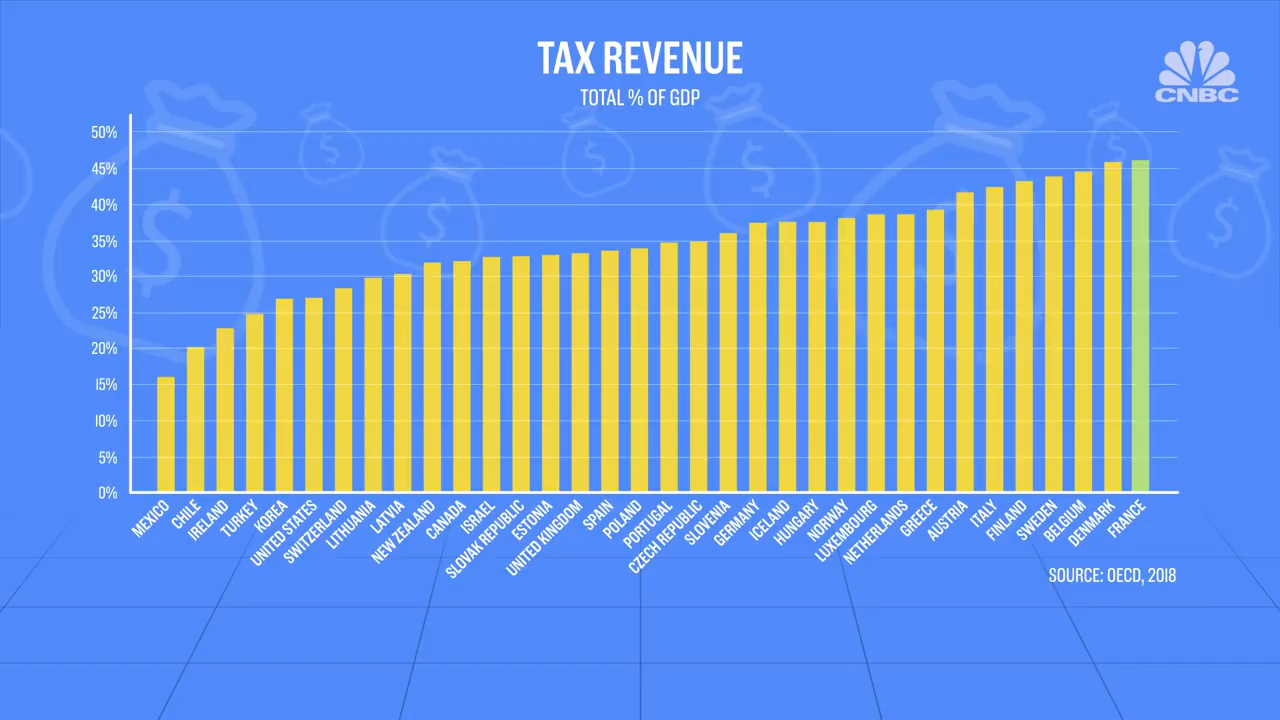 TAX REVENUE
TOTAL % OF GDP
CNBC
50%
45%
40%
35%
30%
25%
20%
15%
10%
5%
0%
MEXICO
CHILE
IRELAND
TURKEY
KOREA
UNITED STATES
SWITZERLAND
LITHUANIA
LATVIA
NEW ZEALAND
CANADA
ISRAEL
SLOVAK REPUBLIC
ESTONIA
UNITED KINGDOM
SPAIN
POLAND
PORTUGAL
CZECH REPUBLIC
SLOVENIA
GERMANY
ICELAND
HUNGARY
NORWAY
LUXEMBOURG
NETHERLANDS
GREECE
AUSTRIA
ITALY
FINLAND
SWEDEN
BELGIUM
DENMARK
FRANCE
SOURCE: OECD, 2018